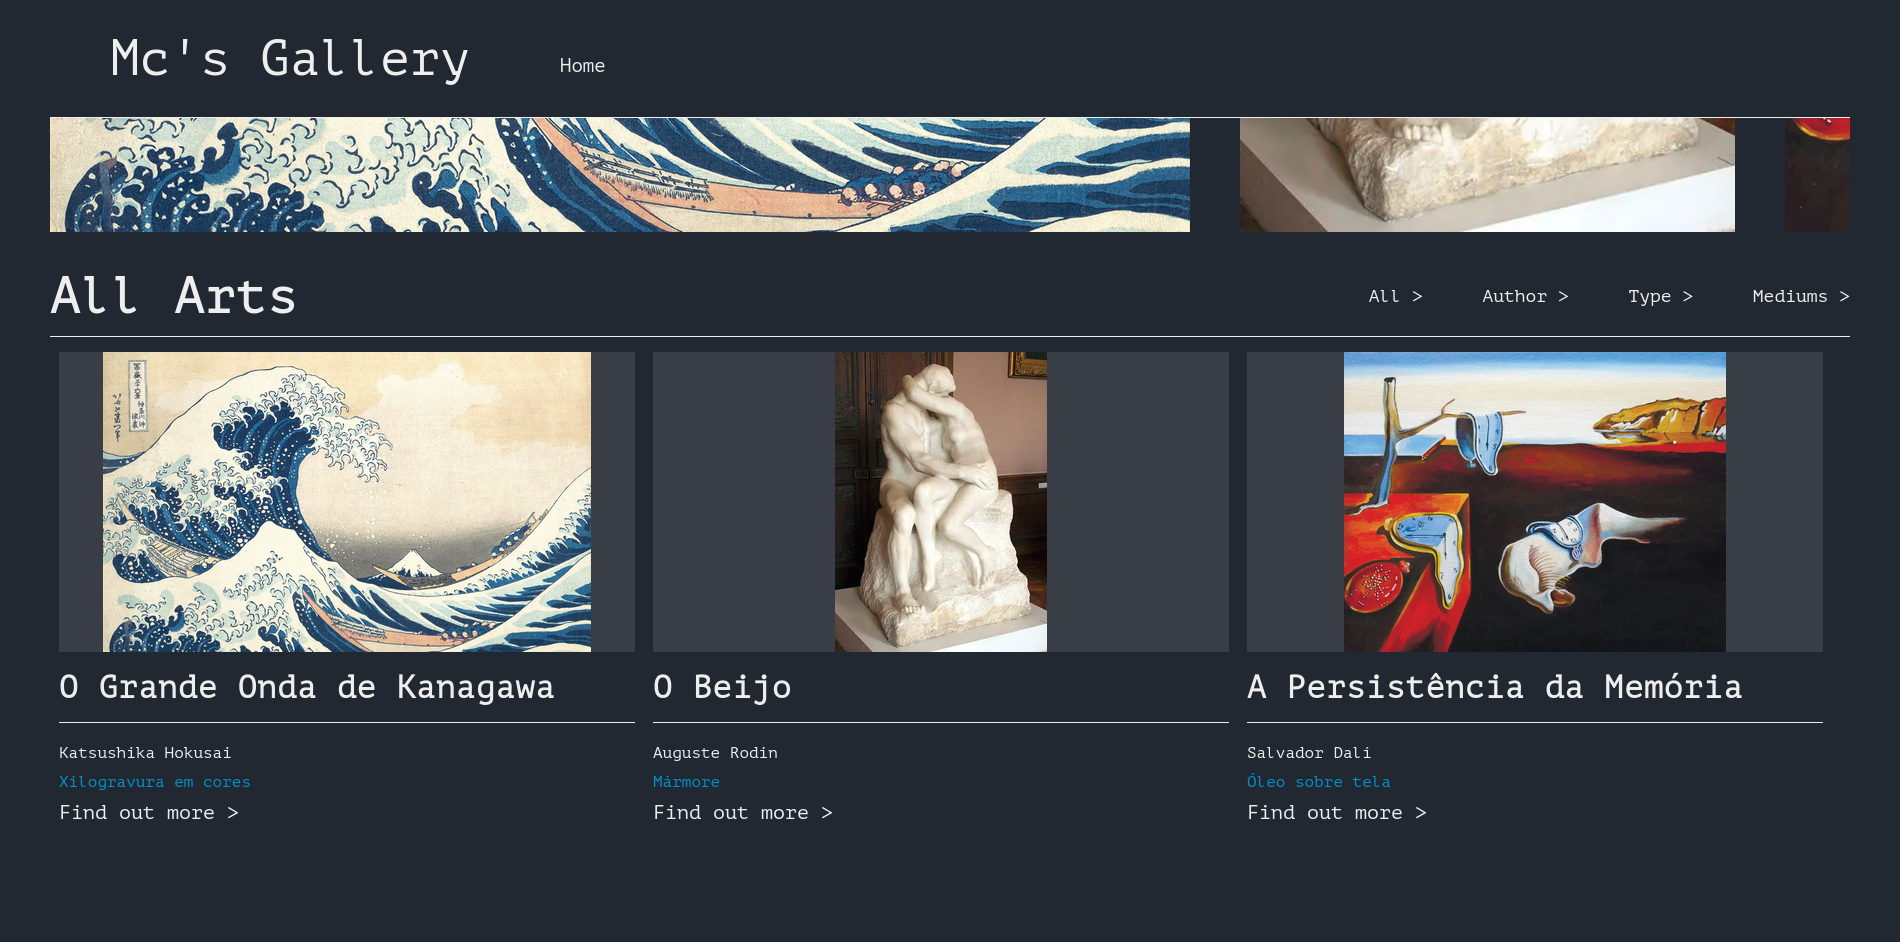 Mc's Gallery
Home
All Arts
All >
Author >
Type >
Mediums >
O Grande Onda de Kanagawa
O Beijo
A Persistência da Memória
Katsushika Hokusai
Auguste Rodin
Salvador Dali
Xilogravura em cores
Mármore
Óleo sobre tela
Find out more >
Find out more >
Find out more >